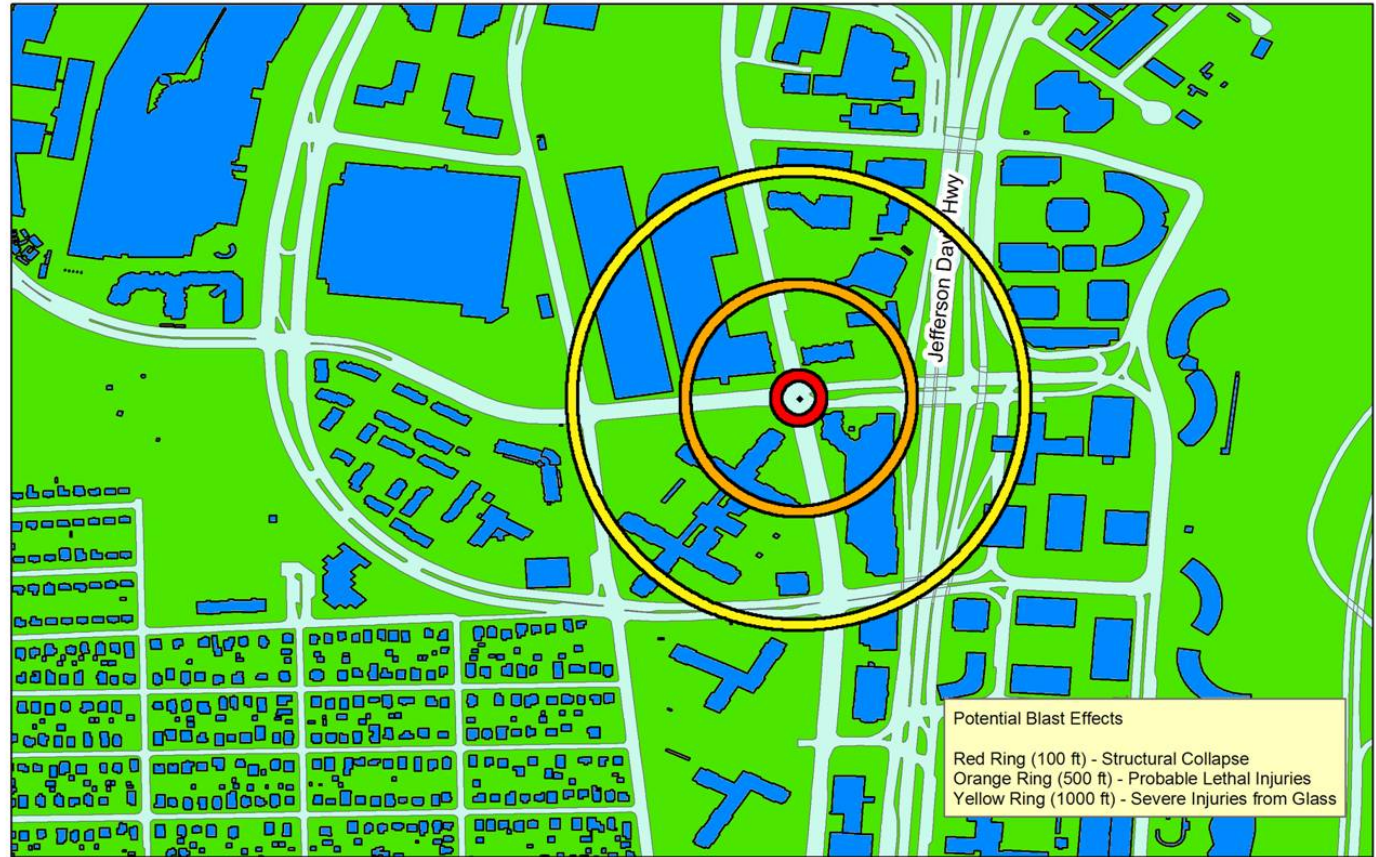 Jefferson Davis Hwy
Potential Blast Effects
Red Ring (100 ft) - Structural Collapse
Orange Ring (500 ft) - Probable Lethal Injuries
Yellow Ring (1000 ft) - Severe Injuries from Glass